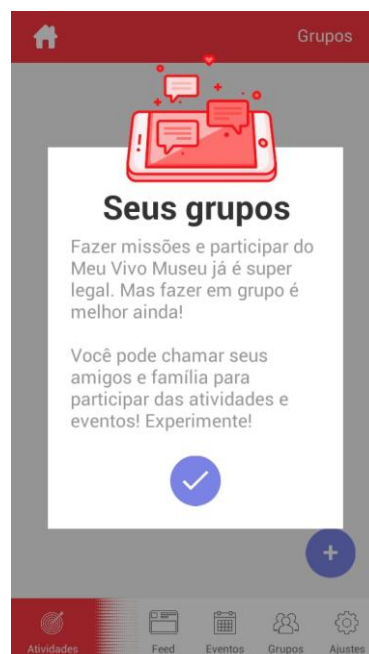 Grupos
Seus grupos
Fazer missões e participar do
Meu Vivo Museu já é super
legal. Mas fazer em grupo é
melhor ainda!
Você pode chamar seus
amigos e família para
participar das atividades e
eventos! Experimente!
+
Atividades
Feed
Eventos
Grupos
Ajustes